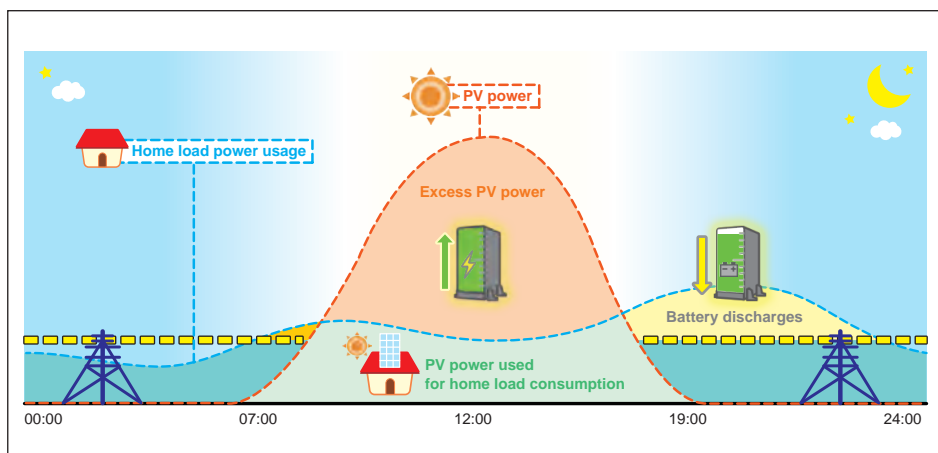 PV power
Home load power usage
Excess PV power
Battery discharges
PV power used
for home load consumption
00:00
07:00
12:00
19:00
24:00